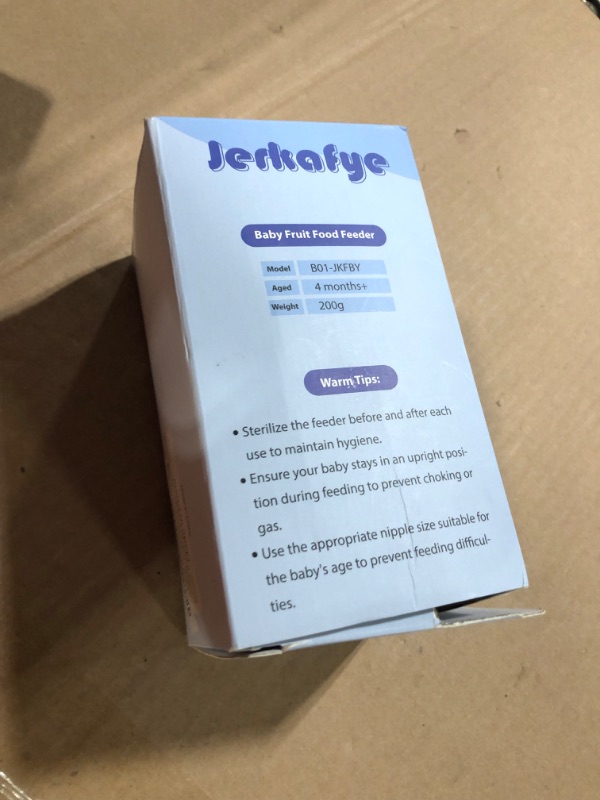 Jerkafye
Baby Fruit Food Feeder
Model B01-JKFBY
Aged 4 months+
Weight 200g
Warm Tips:
• Sterilize the feeder before and after each
use to maintain hygiene.
• Ensure your baby stays in an upright posi-
tion during feeding to prevent choking or
gas.
• Use the appropriate nipple size suitable for
the baby's age to prevent feeding difficul-
ties.